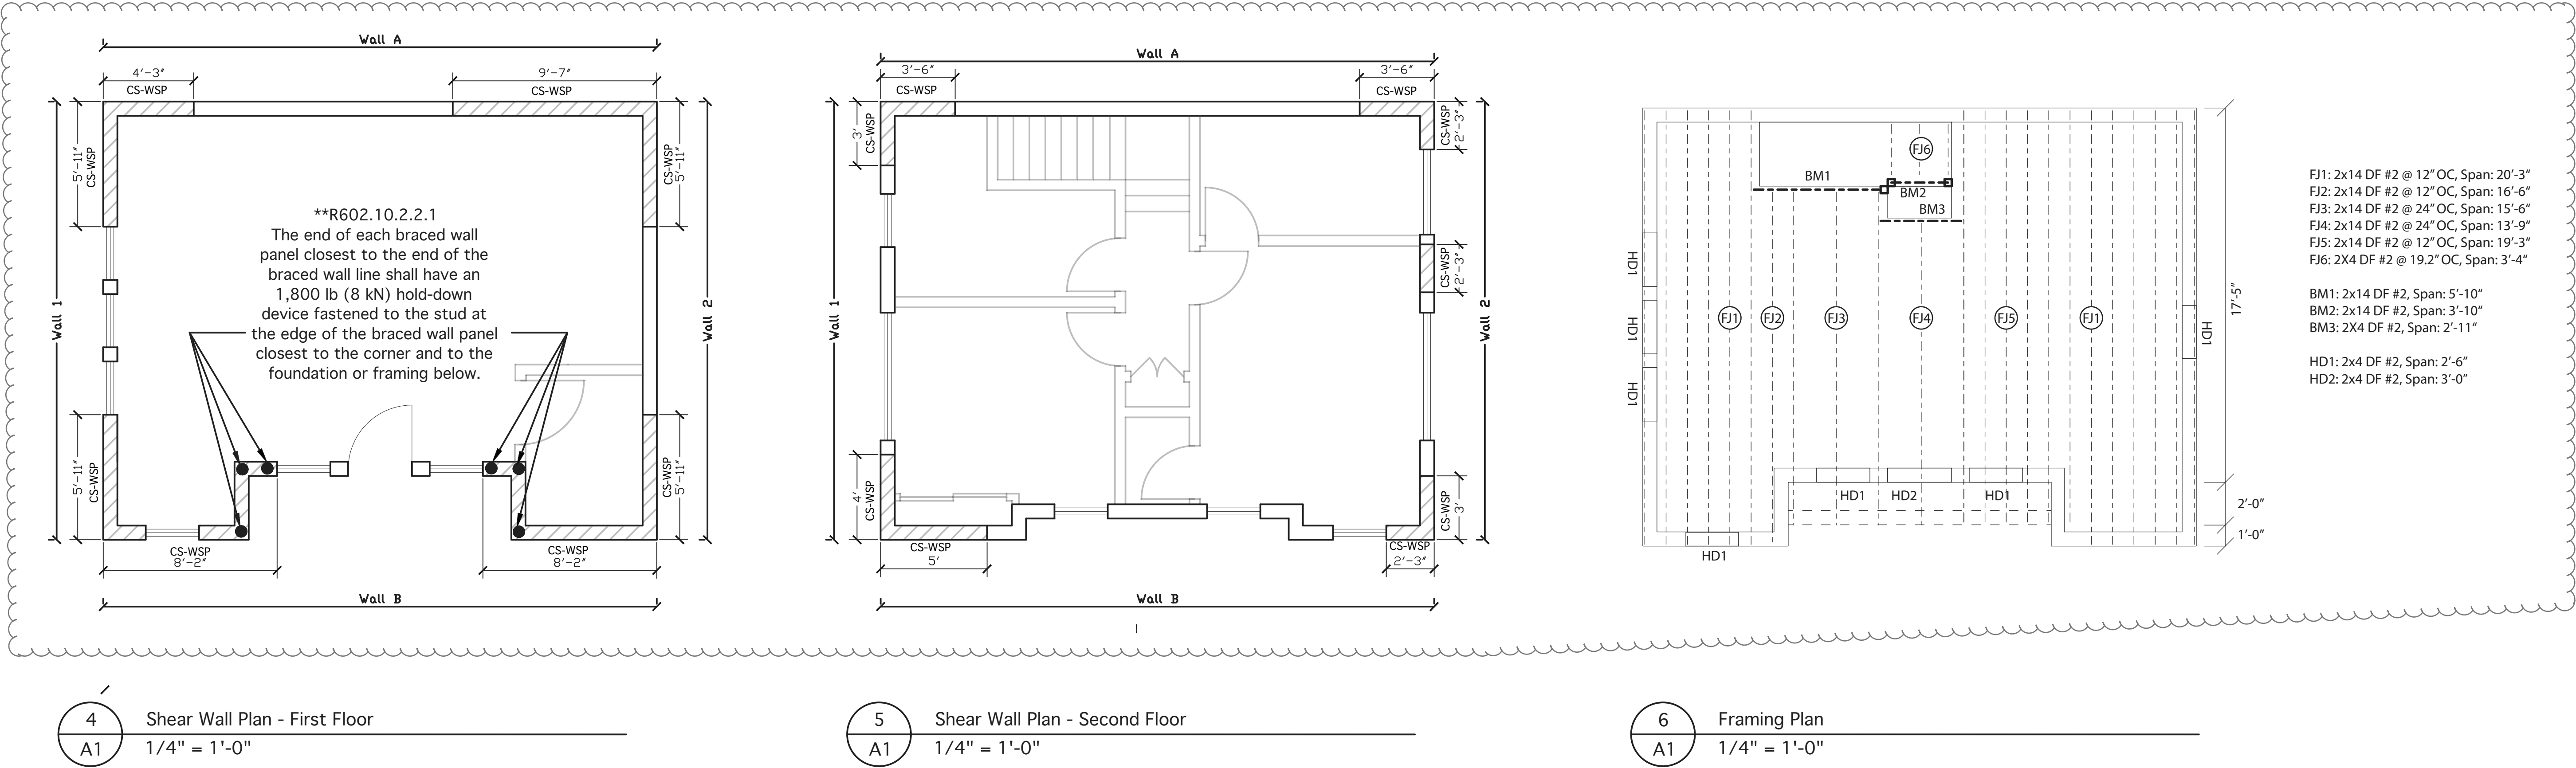 Wall A
4'-3"
CS-WSP
9'-7"
CS-WSP
5'-11"
CS-WSP
CS-WSP
5'-11"
Wall 1
Wall 2
**R602.10.2.2.1
The end of each braced wall
panel closest to the end of the
braced wall line shall have an
1,800 lb (8 kN) hold-down
device fastened to the stud at
the edge of the braced wall panel
closest to the corner and to the
foundation or framing below.
5'-11"
CS-WSP
CS-WSP
5'-11"
CS-WSP
8'-2"
CS-WSP
8'-2"
Wall B
4
A1
Shear Wall Plan - First Floor
1/4" = 1'-0"
Wall A
3'-6"
CS-WSP
3'-6"
CS-WSP
3'
CS-WSP
CS-WSP
2'-3"
CS-WSP
2'-3"
Wall 1
Wall 2
4'
CS-WSP
CS-WSP
3'
CS-WSP
5'
CS-WSP
2'-3"
Wall B
5
A1
Shear Wall Plan - Second Floor
1/4" = 1'-0"
FJ6
BM1
BM2
BM3
HD1
HD1
HD1
FJ1
FJ2
FJ3
FJ4
FJ5
FJ1
HD1
17'-5"
HD1
HD2
HD1
2'-0"
1'-0"
HD1
FJ1: 2x14 DF #2 @ 12" OC, Span: 20'-3"
FJ2: 2x14 DF #2 @ 12" OC, Span: 16'-6"
FJ3: 2x14 DF #2 @ 24" OC, Span: 15'-6"
FJ4: 2x14 DF #2 @ 24" OC, Span: 13'-9"
FJ5: 2x14 DF #2 @ 12" OC, Span: 19'-3"
FJ6: 2X4 DF #2 @ 19.2" OC, Span: 3'-4"
BM1: 2x14 DF #2, Span: 5'-10"
BM2: 2x14 DF #2, Span: 3'-10"
BM3: 2X4 DF #2, Span: 2'-11"
HD1: 2x4 DF #2, Span: 2'-6"
HD2: 2x4 DF #2, Span: 3'-0"
6
A1
Framing Plan
1/4" = 1'-0"